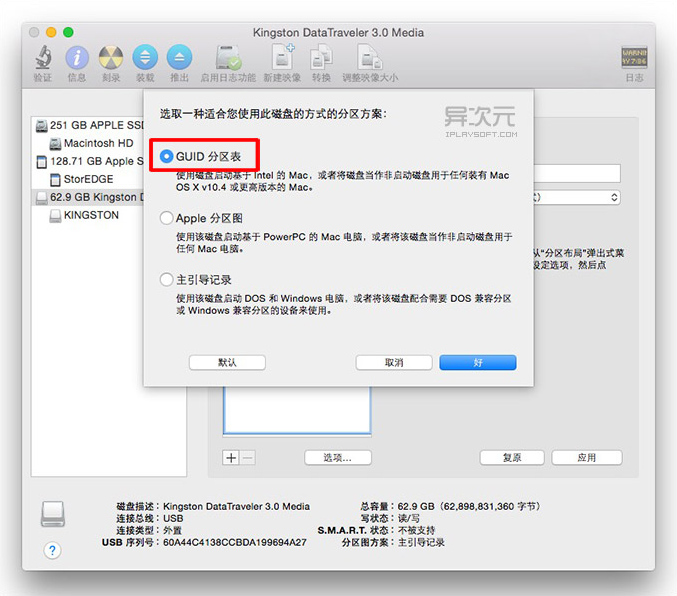 Kingston DataTraveler 3.0 Media
验证 信息 刻录 装载 推出 启用日志功能 新建映像 转换 调整映像大小 日志
WARNIN
选取一种适合您使用此磁盘的方式的分区方案：
异次元
IPLAYSOFT.COM
251 GB APPLE SSD
Macintosh HD
128.71 GB Apple S
StorEDGE
62.9 GB Kingston D
KINGSTON
GUID 分区表
使用该磁盘启动基于 Intel 的 Mac，或者将磁盘当作非启动磁盘用于任何装有 Mac
OS X v10.4 或更高版本的 Mac。
Apple 分区图
使用该磁盘启动基于 PowerPC 的 Mac 电脑，或者将该磁盘当作非启动磁盘用于
任何 Mac 电脑。
主引导记录
使用该磁盘启动 DOS 和 Windows 电脑，或者将该磁盘配合需要 DOS 兼容分区
或 Windows 兼容分区的设备来使用。
默认 取消 好
式)
从“分区布局”弹出式菜
设定选项，然后点
+ − 选项... 复原 应用
磁盘描述：Kingston DataTraveler 3.0 Media
连接总线：USB
连接类型：外置
USB 序列号：60A44C4138CCBDA199694A27
总容量：62.9 GB（62,898,831,360 字节）
写状态：读/写
S.M.A.R.T. 状态：不被支持
分区图方案：主引导记录
?